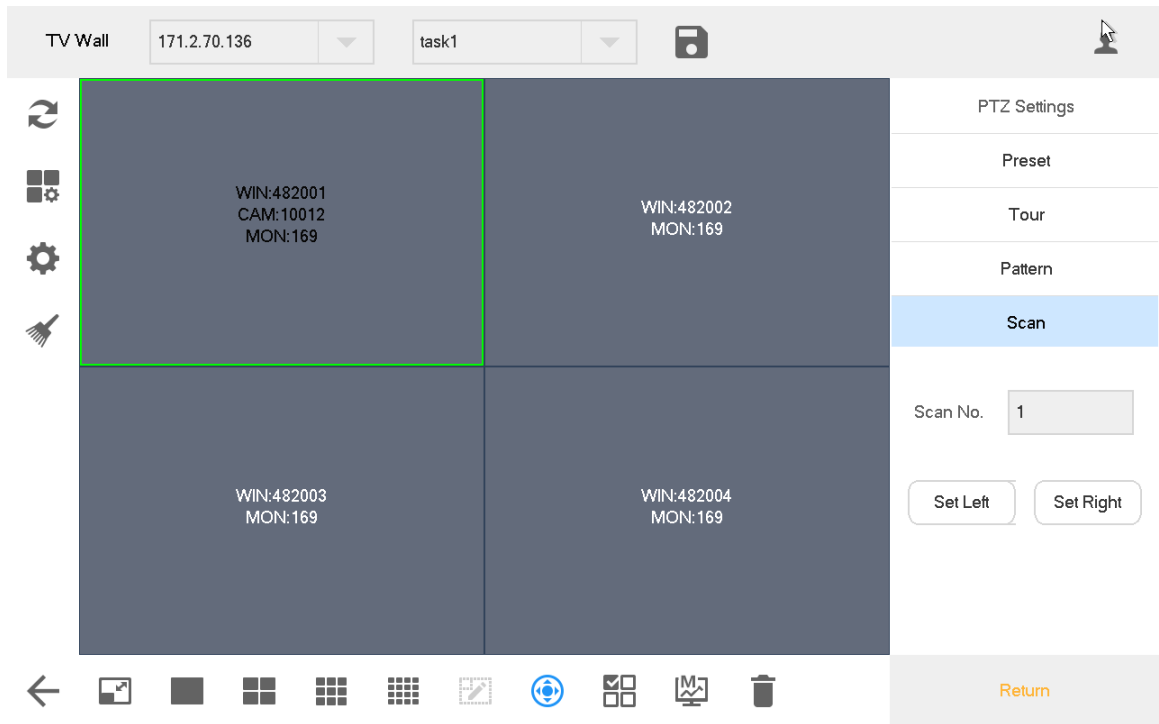 TV Wall
171.2.70.136
task1
WIN:482001
CAM:10012
MON:169
WIN:482002
MON:169
WIN:482003
MON:169
WIN:482004
MON:169
PTZ Settings
Preset
Tour
Pattern
Scan
Scan No.
1
Set Left
Set Right
M
Return